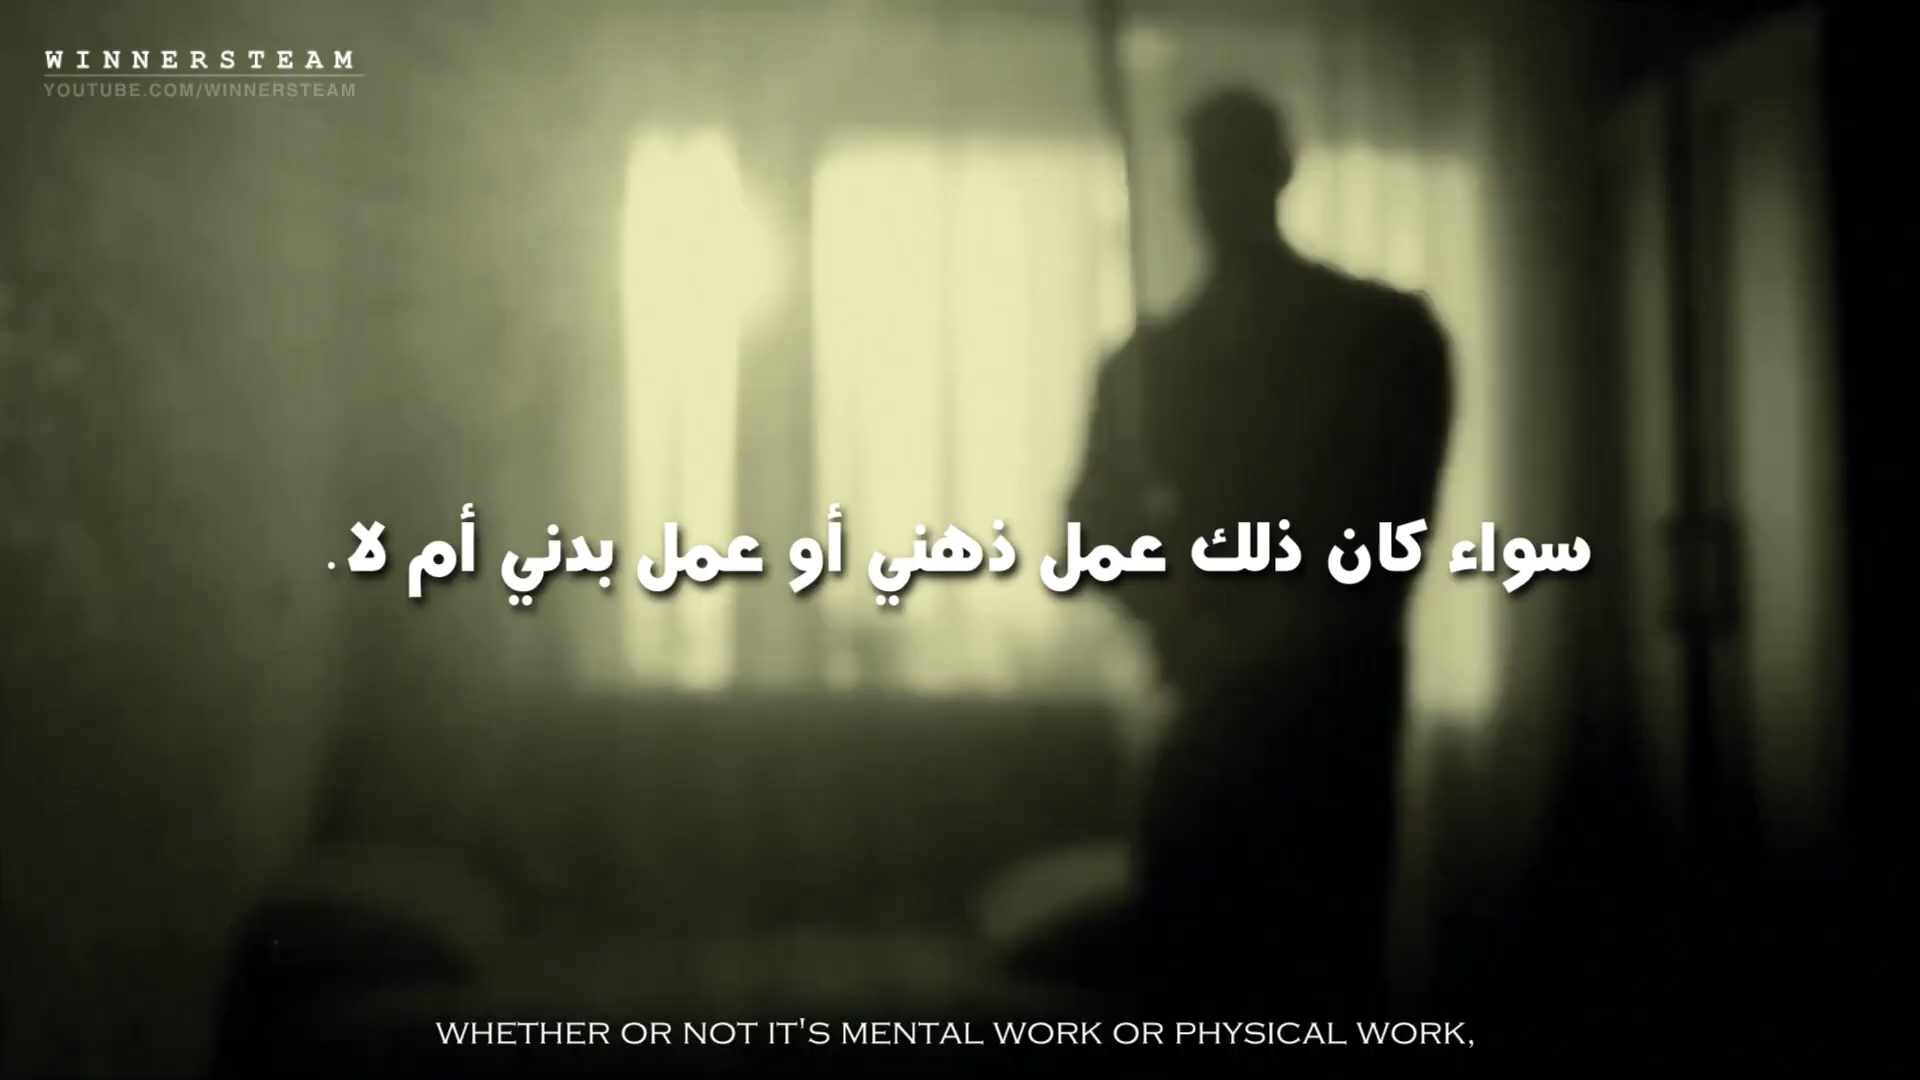 WINNERSTEAM
YOUTUBE.COM/WINNERSTEAM
سواء كان ذلك عمل ذهني أو عمل بدني أم لا.
WHETHER OR NOT IT'S MENTAL WORK OR PHYSICAL WORK,